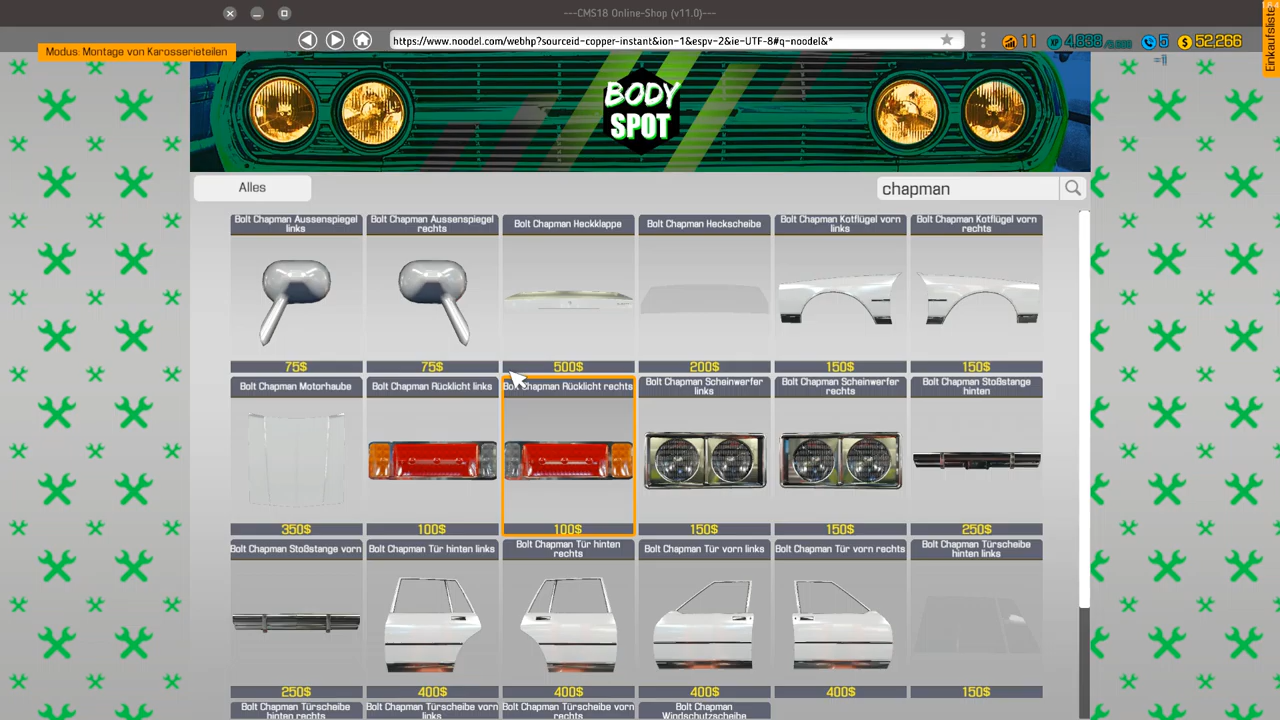 ---CMS18 Online-Shop (v11.0)---
Modus: Montage von Karosserieteilen
https://www.noodel.com/webhp?sourceid=copper-instant&ion=1&espv-2&ie-UTF-8#q=noodel&*
11
4,838
5
52,266
=1
Einkaufsliste
BODY
SPOT
Alles
chapman
Bolt Chapman Aussenspiegel
links
75$
Bolt Chapman Aussenspiegel
rechts
75$
Bolt Chapman Heckklappe
500$
Bolt Chapman Heckscheibe
200$
Bolt Chapman Kotflügel vorn
links
150$
Bolt Chapman Kotflügel vorn
rechts
150$
Bolt Chapman Motorhaube
350$
Bolt Chapman Rücklicht links
100$
Bolt Chapman Rücklicht rechts
100$
Bolt Chapman Scheinwerfer
links
150$
Bolt Chapman Scheinwerfer
rechts
150$
Bolt Chapman Stoßstange
hinten
250$
Bolt Chapman Stoßstange vorn
250$
Bolt Chapman Tür hinten links
400$
Bolt Chapman Tür hinten
rechts
400$
Bolt Chapman Tür vorn links
400$
Bolt Chapman Tür vorn rechts
400$
Bolt Chapman Türscheibe
hinten links
150$
Bolt Chapman Türscheibe
hinten rechts
Bolt Chapman Türscheibe vorn
links
Bolt Chapman Türscheibe vorn
rechts
Bolt Chapman
Windschutzscheibe